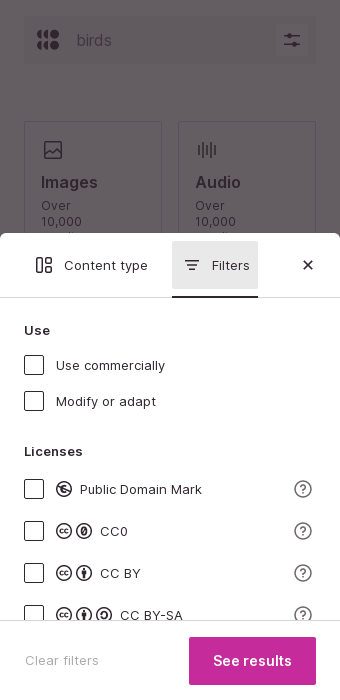 birds
Images
Audio
Over
10,000
Over
10,000
Content type
Filters
Use
Use commercially
Modify or adapt
Licenses
Public Domain Mark
CC0
CC BY
CC BY-SA
Clear filters
See results